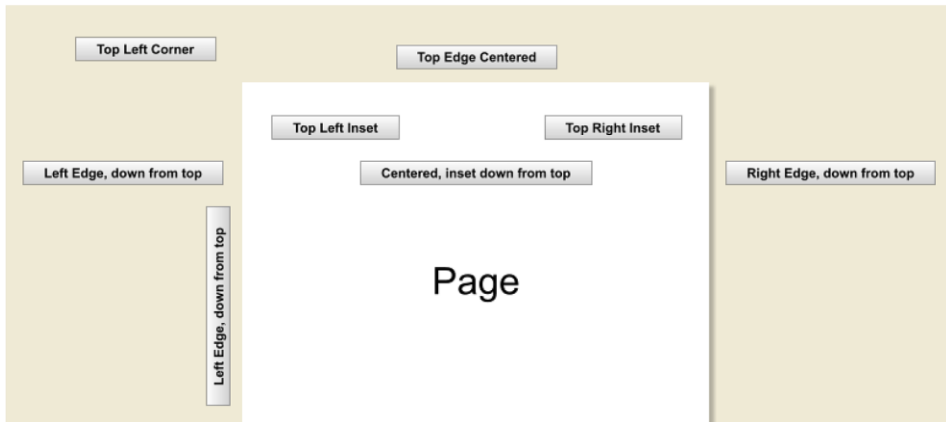 Top Left Corner
Top Edge Centered
Top Left Inset
Top Right Inset
Left Edge, down from top
Centered, inset down from top
Right Edge, down from top
Left Edge, down from top
Page